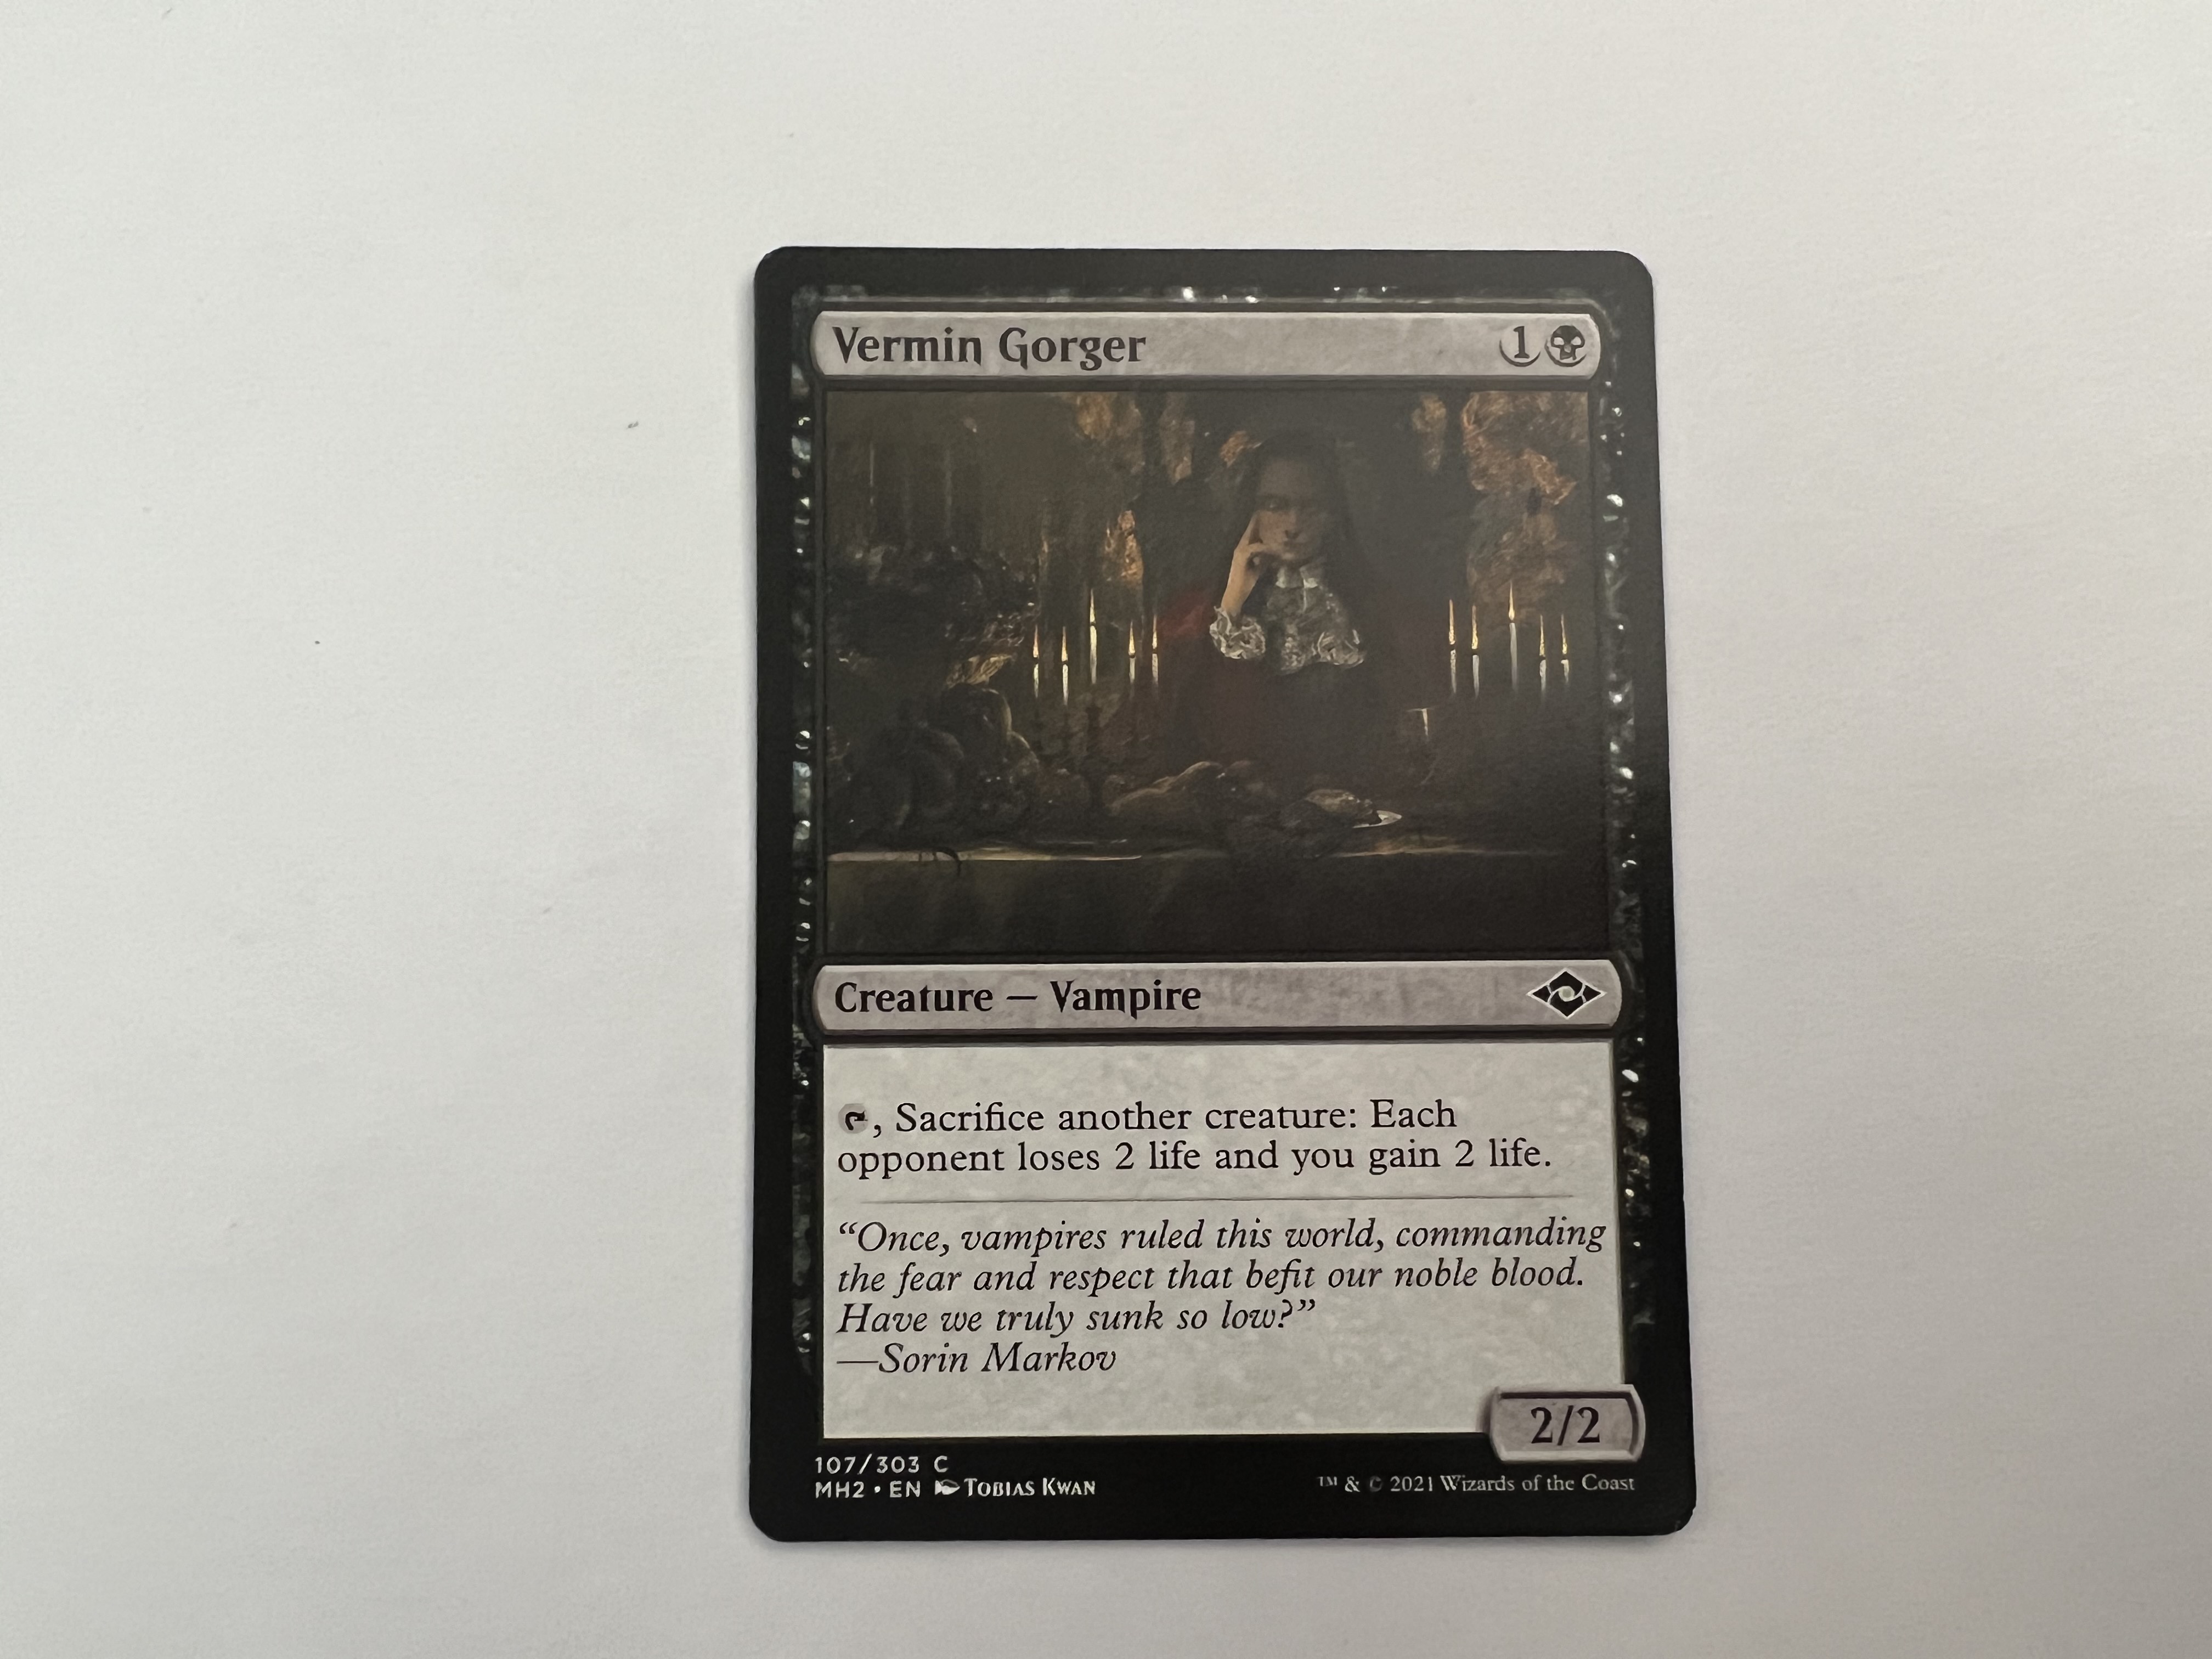 Vermin Gorger 1
Creature — Vampire
, Sacrifice another creature: Each
opponent loses 2 life and you gain 2 life.
“Once, vampires ruled this world, commanding
the fear and respect that befit our noble blood.
Have we truly sunk so low?”
—Sorin Markov
2/2
107/303 C
MH2 • EN Tobias Kwan
™ & © 2021 Wizards of the Coast